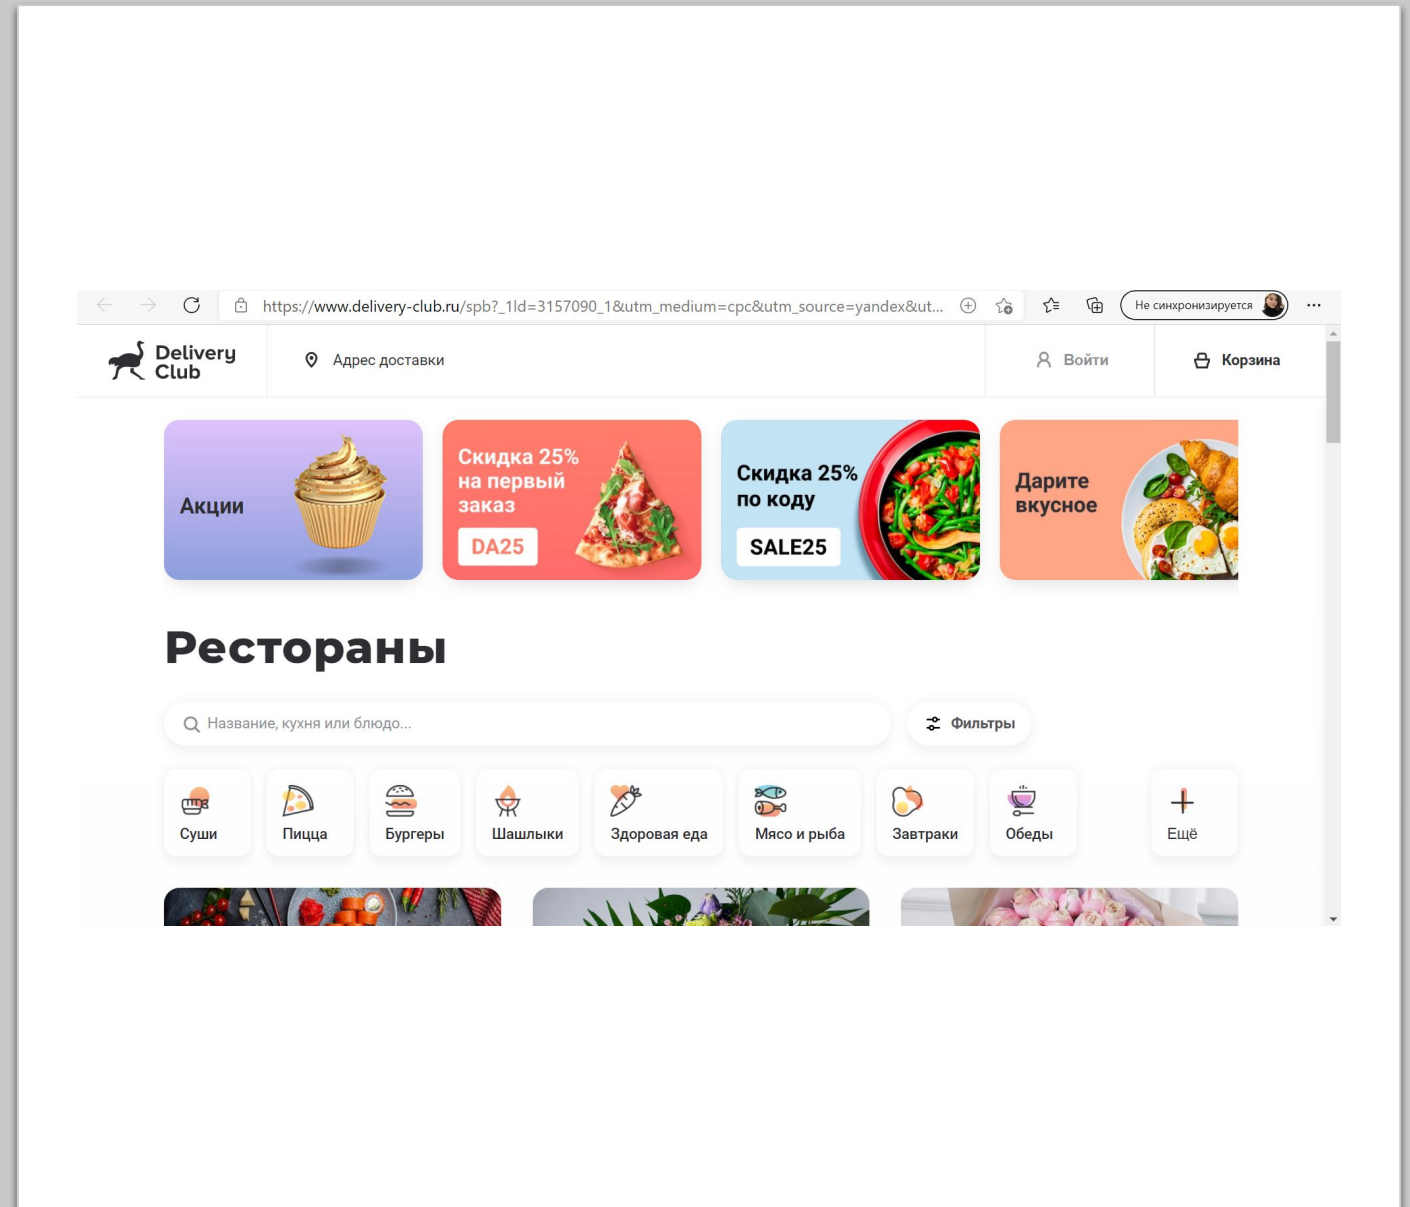 https://www.delivery-club.ru/spb?_1ld=3157090_1&utm_medium=cpc&utm_source=yandex&ut...
Не синхронизируется
Delivery
Club
Адрес доставки
Войти
Корзина
Акции
Скидка 25%
на первый
заказ
DA25
Скидка 25%
по коду
SALE25
Дарите
вкусное
Рестораны
Название, кухня или блюдо...
Фильтры
Суши
Пицца
Бургеры
Шашлыки
Здоровая еда
Мясо и рыба
Завтраки
Обеды
Ещё